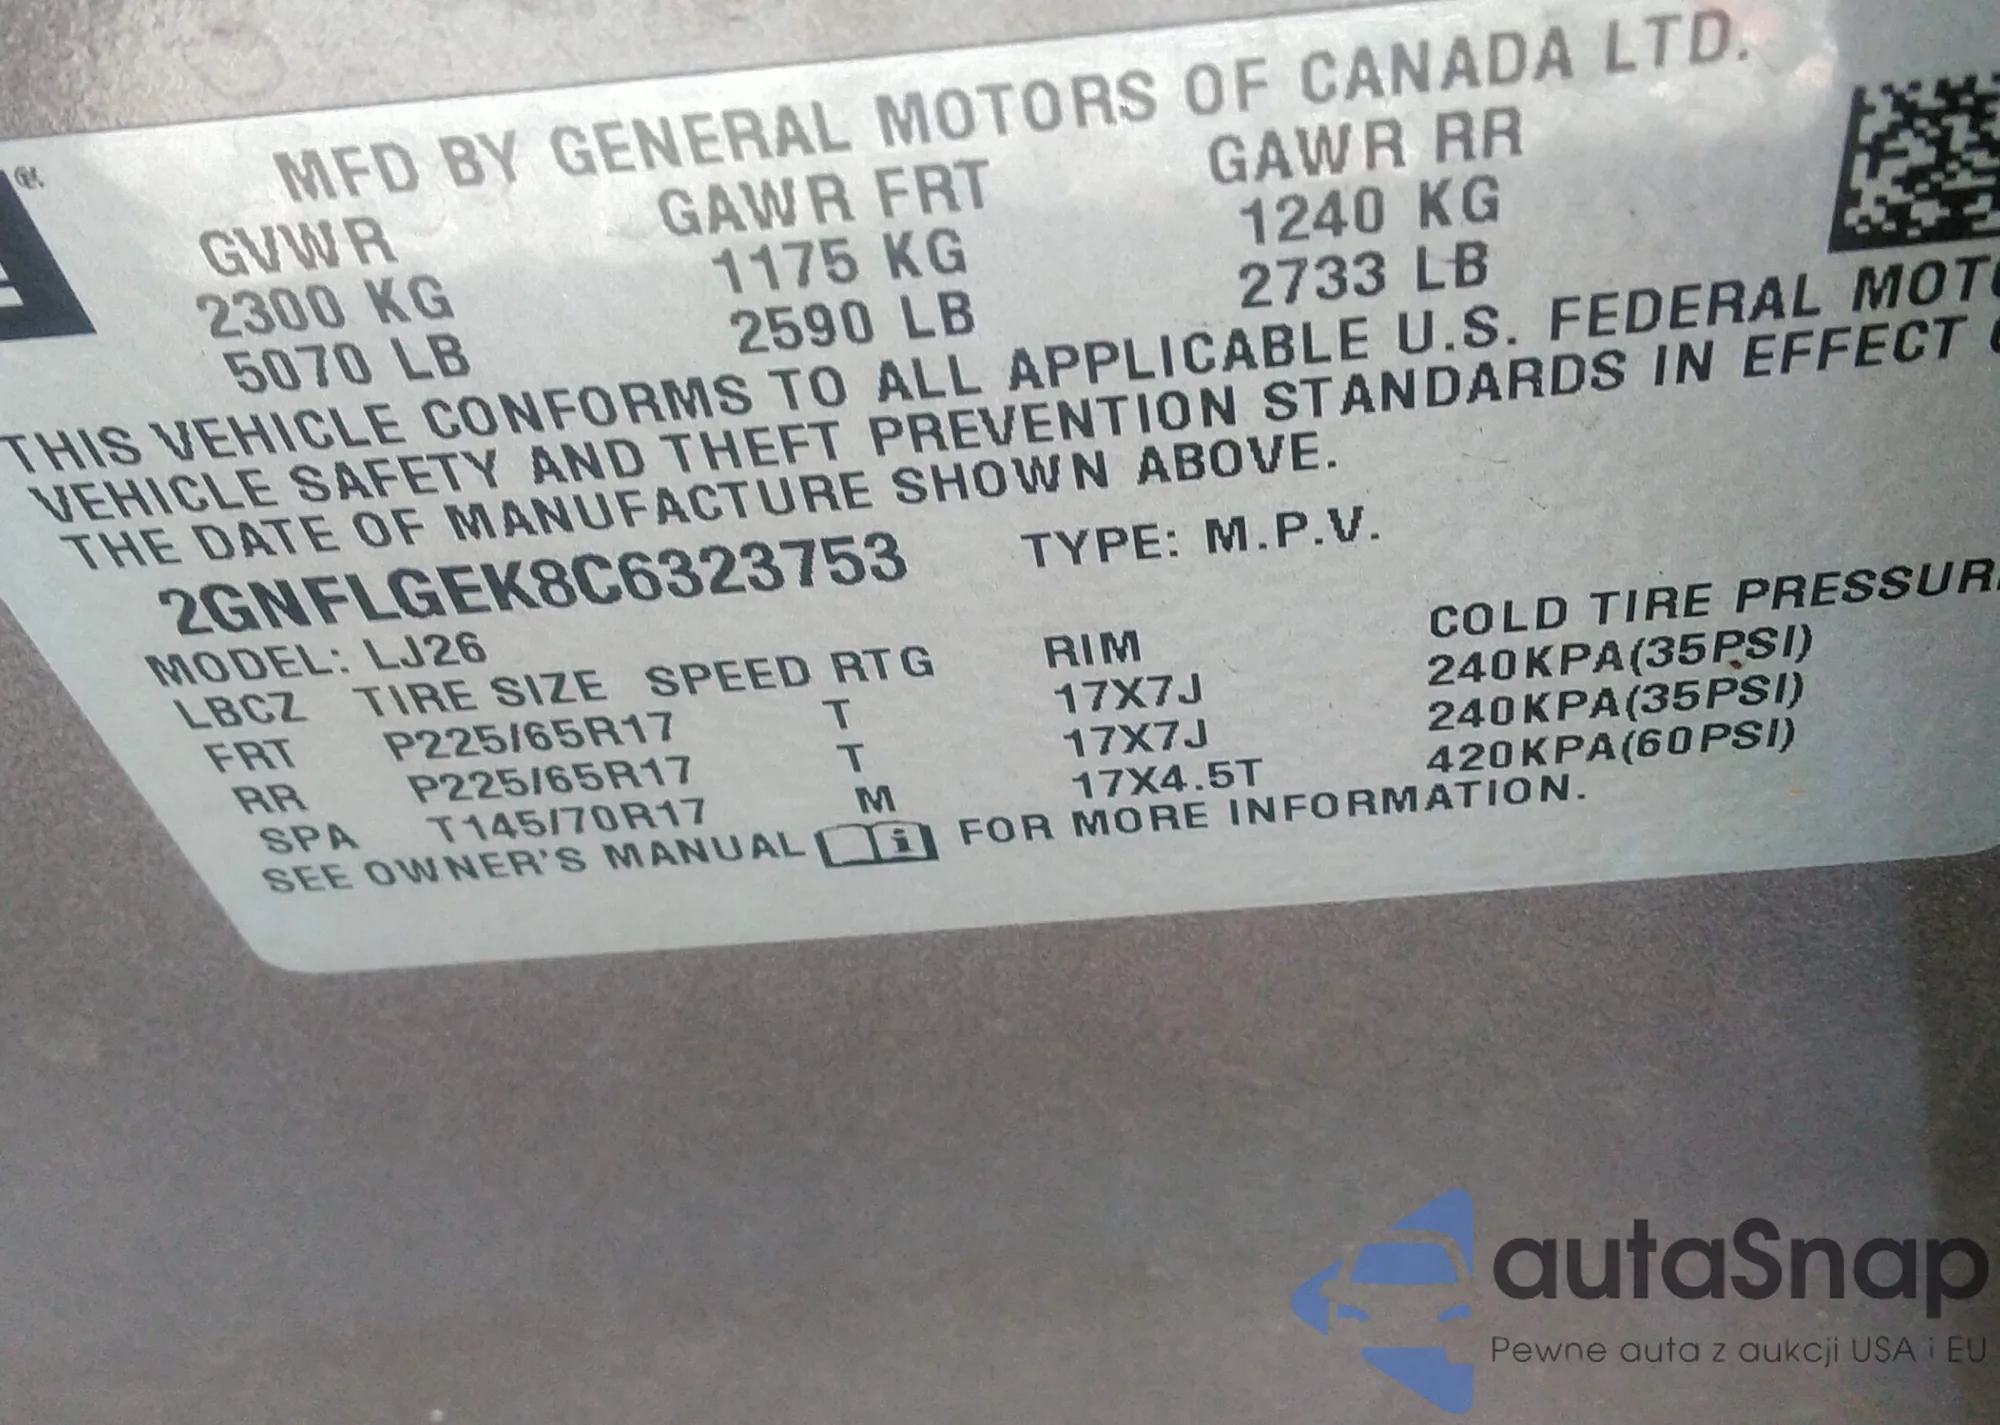 MFD BY GENERAL MOTORS OF CANADA LTD.
GVWR GAWR FRT GAWR RR
2300 KG 1175 KG 1240 KG
5070 LB 2590 LB 2733 LB
THIS VEHICLE CONFORMS TO ALL APPLICABLE U.S. FEDERAL
VEHICLE SAFETY AND THEFT PREVENTION STANDARDS IN EFFECT
THE DATE OF MANUFACTURE SHOWN ABOVE.
2GNFLGEK8C6323753 TYPE: M.P.V.
MODEL: LJ26
LBCZ TIRE SIZE SPEED RTG RIM COLD TIRE
FRT P225/65R17 T 17X7J 240KPA(35PSI)
RR P225/65R17 T 17X7J 240KPA(35PSI)
SPA T145/70R17 M 17X4.5T 420KPA(60PSI)
SEE OWNER'S MANUAL FOR MORE INFORMATION.
autaSnap
Pewne auta z aukcji USA i EU